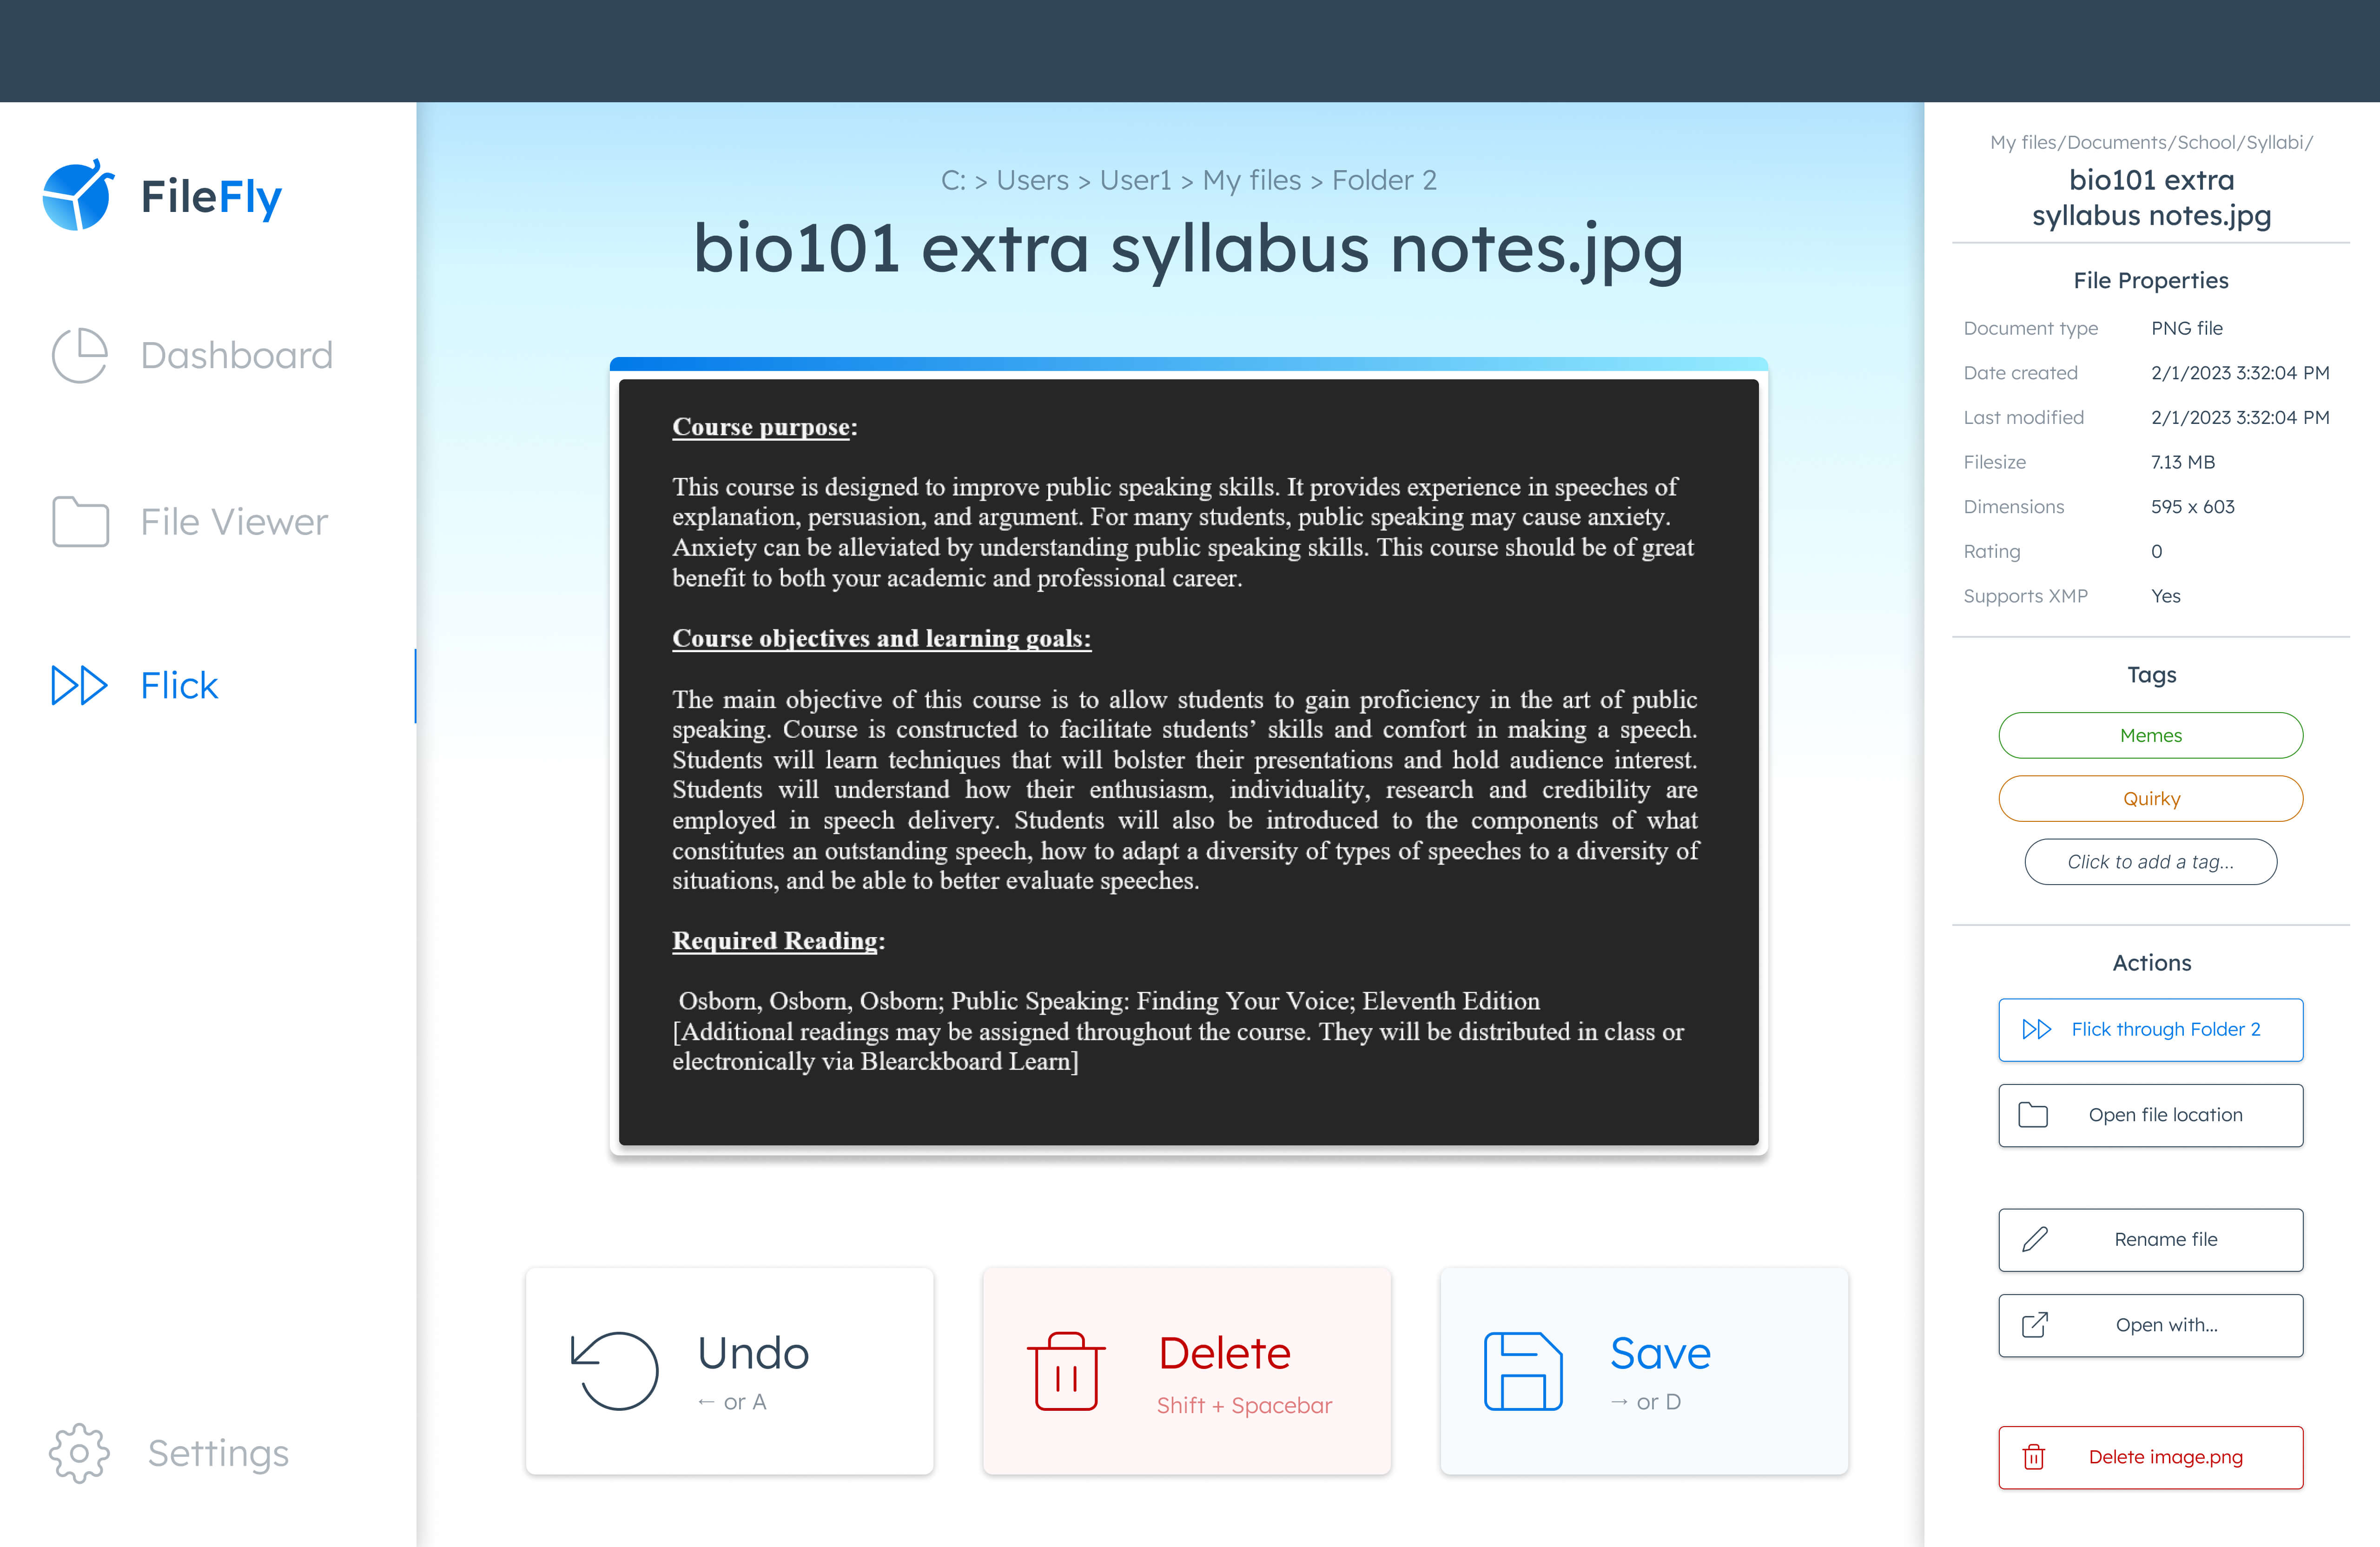 FileFly
Dashboard
File Viewer
Flick
Settings
C: > Users > User1 > My files > Folder 2
bio101 extra syllabus notes.jpg
Course purpose:
This course is designed to improve public speaking skills. It provides experience in speeches of
explanation, persuasion, and argument. For many students, public speaking may cause anxiety.
Anxiety can be alleviated by understanding public speaking skills. This course should be of great
benefit to both your academic and professional career.
Course objectives and learning goals:
The main objective of this course is to allow students to gain proficiency in the art of public
speaking. Course is constructed to facilitate students’ skills and comfort in making a speech.
Students will learn techniques that will bolster their presentations and hold audience interest.
Students will understand how their enthusiasm, individuality, research and credibility are
employed in speech delivery. Students will also be introduced to the components of what
constitutes an outstanding speech, how to adapt a diversity of types of speeches to a diversity of
situations, and be able to better evaluate speeches.
Required Reading:
Osborn, Osborn, Osborn; Public Speaking: Finding Your Voice; Eleventh Edition
[Additional readings may be assigned throughout the course. They will be distributed in class or
electronically via Blearckboard Learn]
Undo
← or A
Delete
Shift + Spacebar
Save
→ or D
My files/Documents/School/Syllabi/
bio101 extra
syllabus notes.jpg
File Properties
Document type PNG file
Date created 2/1/2023 3:32:04 PM
Last modified 2/1/2023 3:32:04 PM
Filesize 7.13 MB
Dimensions 595 x 603
Rating 0
Supports XMP Yes
Tags
Memes
Quirky
Click to add a tag...
Actions
Flick through Folder 2
Open file location
Rename file
Open with...
Delete image.png